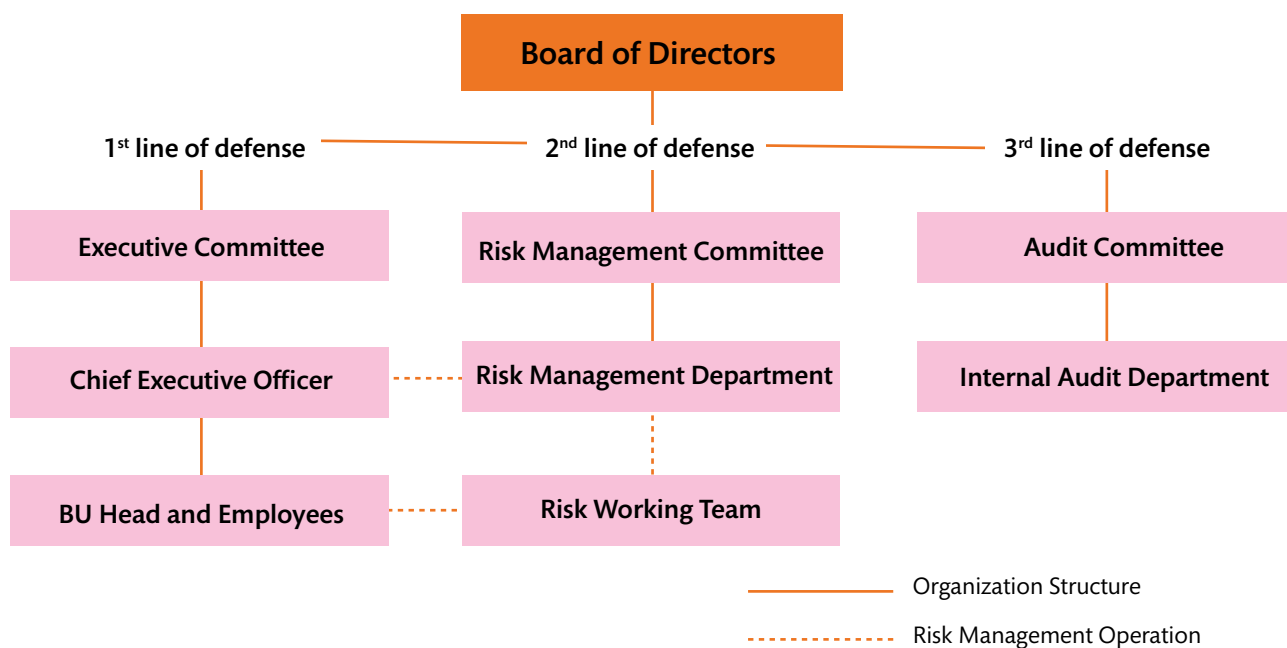 Board of Directors
1st line of defense
2nd line of defense
3rd line of defense
Executive Committee
Risk Management Committee
Audit Committee
Chief Executive Officer
Risk Management Department
Internal Audit Department
BU Head and Employees
Risk Working Team
Organization Structure
Risk Management Operation